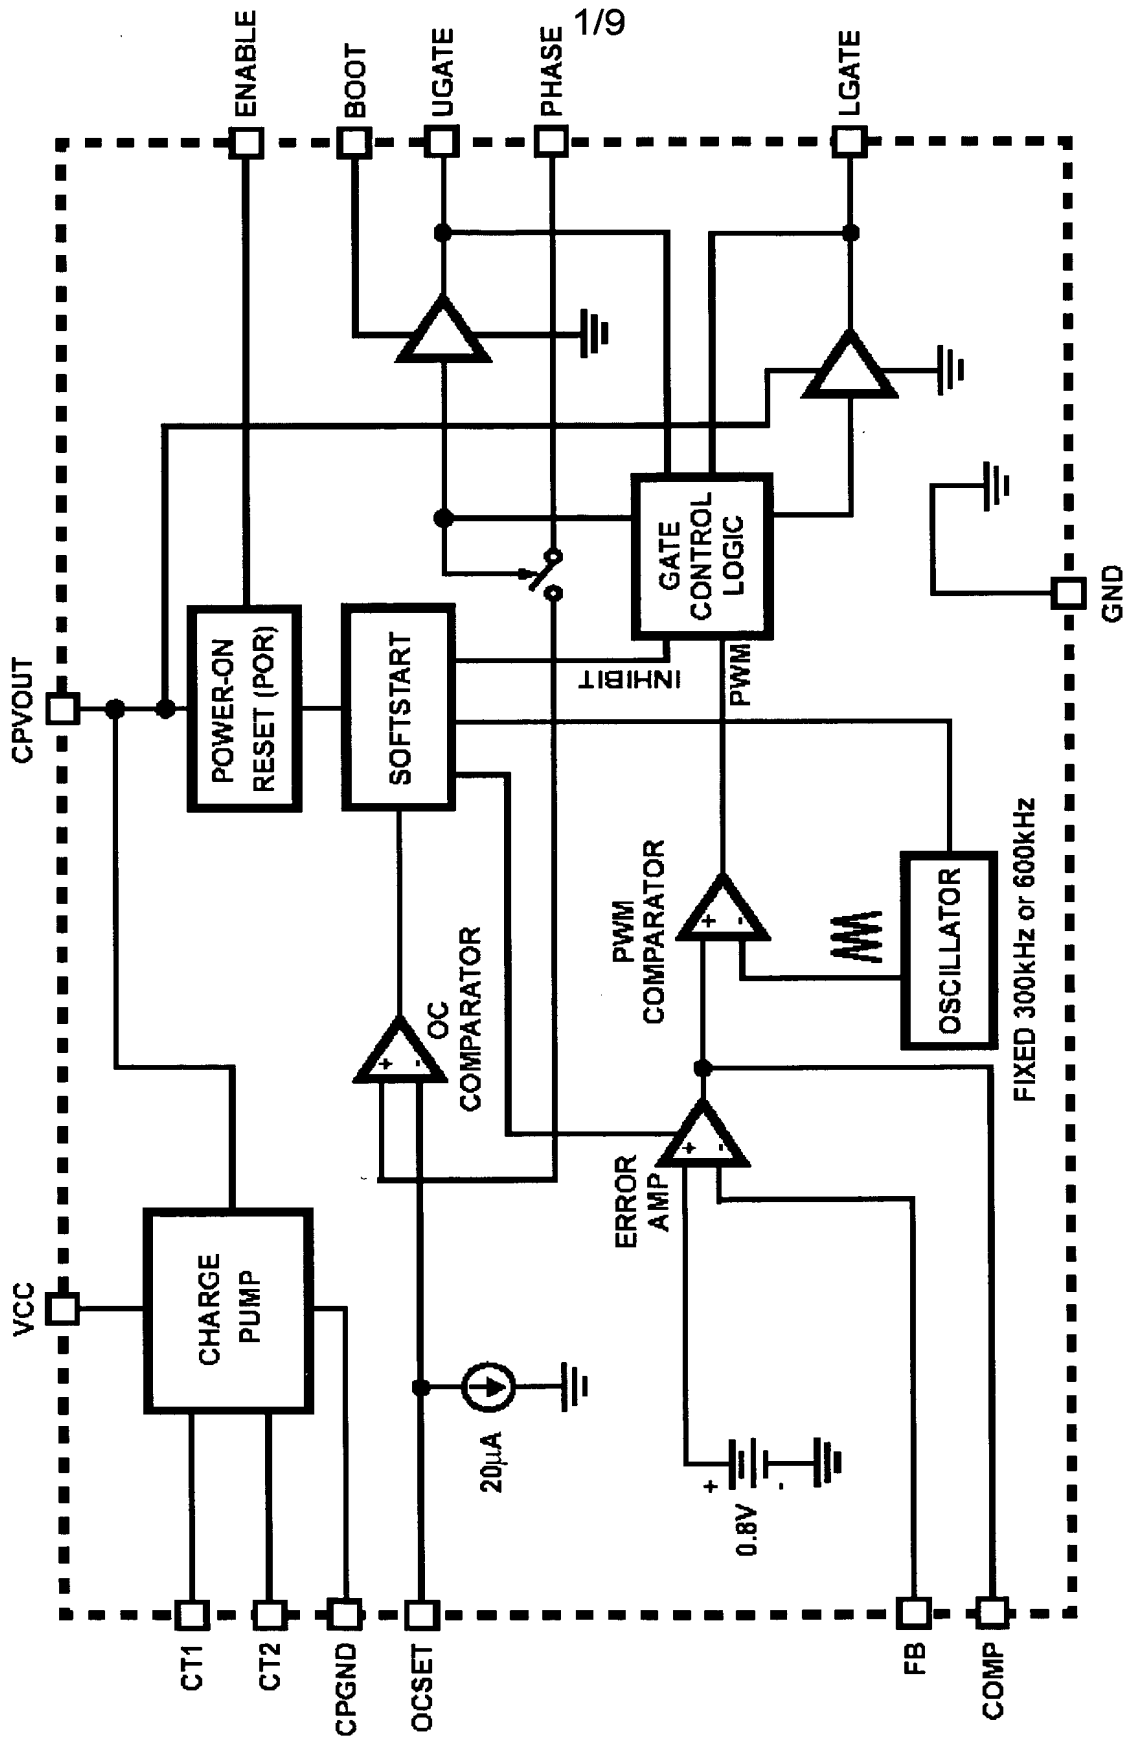 1/9
VCC
CPVOUT
CT1
CT2
CPGND
OCSET
FB
COMP
ENABLE
BOOT
UGATE
PHASE
LGATE
GND
CHARGE
PUMP
POWER-ON
RESET (POR)
SOFTSTART
+
-
OC
COMPARATOR
20µA
INHIBIT
PWM
GATE
CONTROL
LOGIC
PWM
COMPARATOR
+
-
ERROR
AMP
+
-
+
0.8V
-
OSCILLATOR
FIXED 300kHz or 600kHz